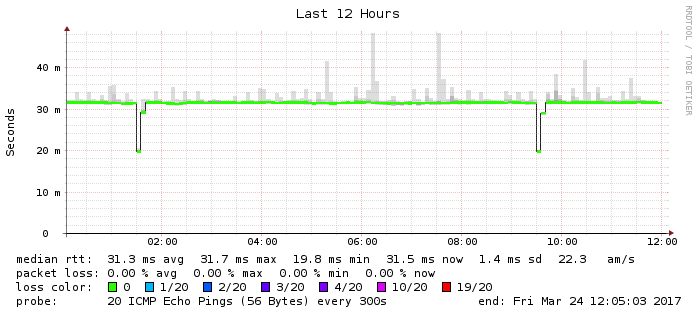 Last 12 Hours
RRDTOOL / TOBI OETIKER
Seconds
40 m
30 m
20 m
10 m
0
02:00 04:00 06:00 08:00 10:00 12:00
median rtt: 31.3 ms avg 31.7 ms max 19.8 ms min 31.5 ms now 1.4 ms sd 22.3 am/s
packet loss: 0.00 % avg 0.00 % max 0.00 % min 0.00 % now
loss color: 0 1/20 2/20 3/20 4/20 10/20 19/20
probe: 20 ICMP Echo Pings (56 Bytes) every 300s end: Fri Mar 24 12:05:03 2017